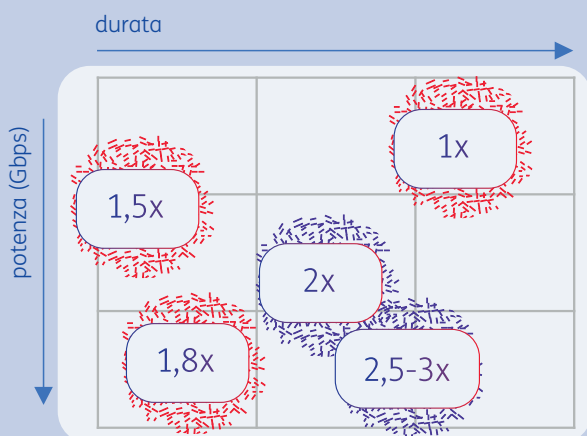 durata
potenza (Gbps)
1x
1,5x
2x
1,8x
2,5-3x